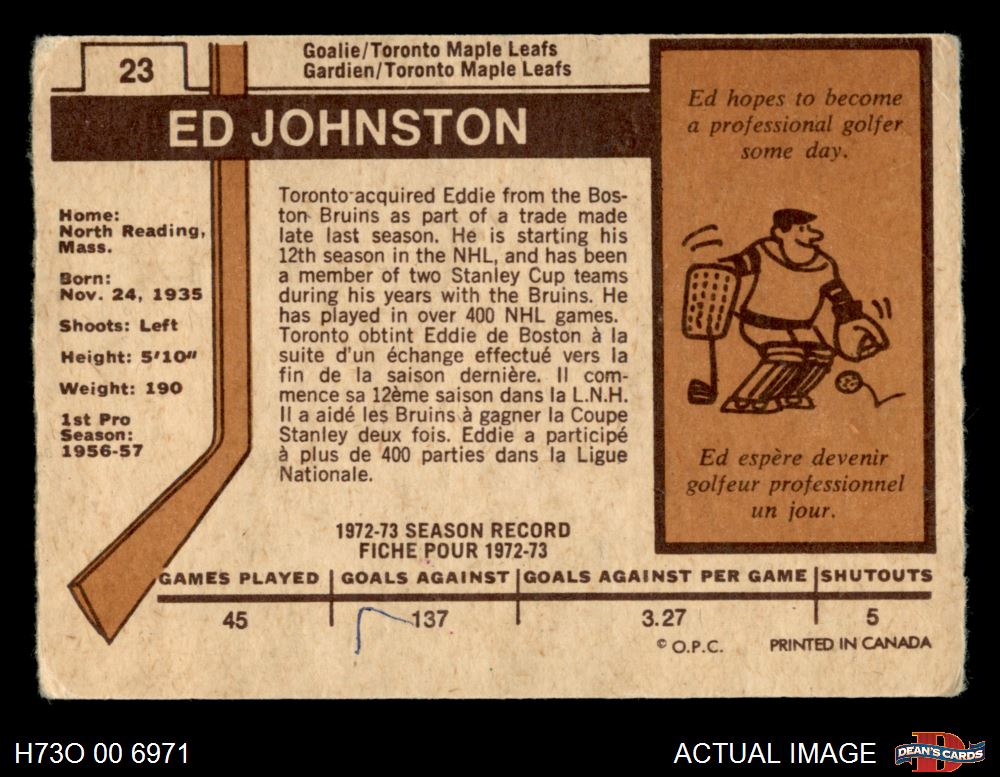 23
Goalie/Toronto Maple Leafs
Gardien/Toronto Maple Leafs
ED JOHNSTON
Home:
North Reading,
Mass.
Born:
Nov. 24, 1935
Shoots: Left
Height: 5'10"
Weight: 190
1st Pro
Season:
1956-57
Toronto acquired Eddie from the Bos-
ton Bruins as part of a trade made
late last season. He is starting his
12th season in the NHL, and has been
a member of two Stanley Cup teams
during his years with the Bruins. He
has played in over 400 NHL games.
Toronto obtint Eddie de Boston à la
suite d'un échange effectué vers la
fin de la saison dernière. Il com-
mence sa 12ème saison dans la L.N.H.
Il a aidé les Bruins à gagner la Coupe
Stanley deux fois. Eddie a participé
à plus de 400 parties dans la Ligue
Nationale.
Ed hopes to become
a professional golfer
some day.
Ed espère devenir
golfeur professionnel
un jour.
1972-73 SEASON RECORD
FICHE POUR 1972-73
GAMES PLAYED GOALS AGAINST GOALS AGAINST PER GAME SHUTOUTS
45 137 3.27 5
© O.P.C. PRINTED IN CANADA
H73O 00 6971
ACTUAL IMAGE
DEAN'S CARDS